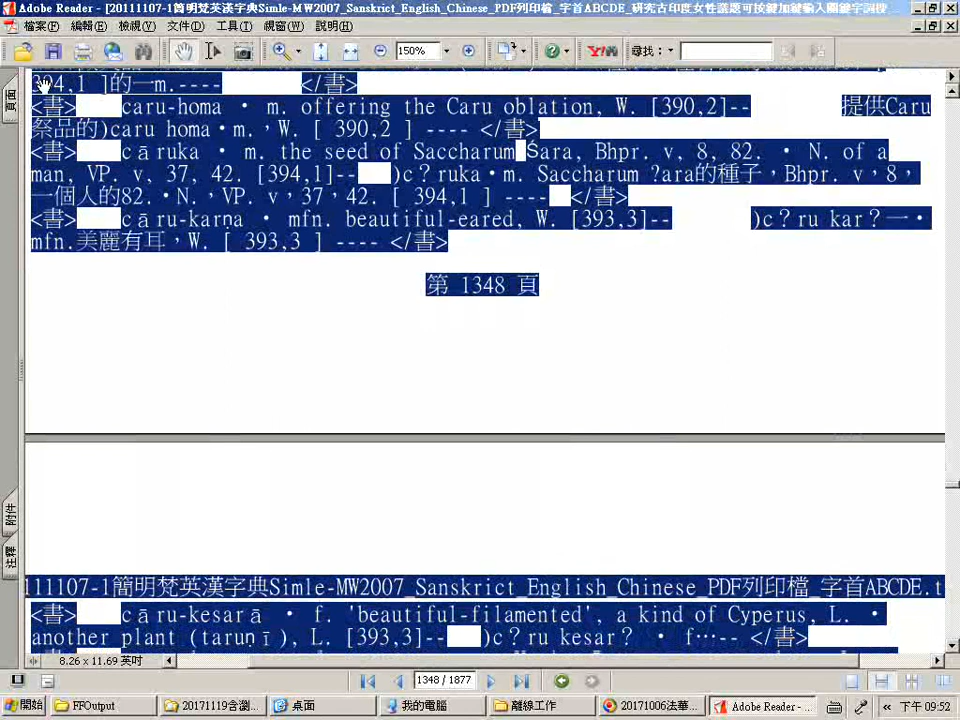 Adobe Reader - [20111107-1簡明梵英漢字典Simle-MW2007_Sanskrict_English_Chinese_PDF列印檔_字首ABCDE_研究古印度女性議題可按鍵加鍵輸入關鍵字詞搜
檔案(F) 編輯(E) 檢視(V) 文件(D) 工具(T) 視窗(W) 說明(H)
150% 尋找：
頁面
394,1 ]的一m.---- </書>
<書> caru-homa • m. offering the Caru oblation, W. [390,2]-- 提供Caru
祭品的)caru homa•m.，W. [ 390,2 ] ---- </書>
<書> cāruka • m. the seed of Saccharum Śara, Bhpr. v, 8, 82. • N. of a
man, VP. v, 37, 42. [394,1]-- )c？ruka•m. Saccharum ?ara的種子，Bhpr. v，8，
一個人的82.•N.，VP. v，37，42. [ 394,1 ] ---- </書>
<書> cāru-karṇa • mfn. beautiful-eared, W. [393,3]-- )c？ru kar？一•
mfn.美麗有耳，W. [ 393,3 ] ---- </書>
第 1348 頁
附件
注釋
111107-1簡明梵英漢字典Simle-MW2007_Sanskrict_English_Chinese_PDF列印檔_字首ABCDE.t
<書> cāru-kesarā • f. 'beautiful-filamented', a kind of Cyperus, L. •
another plant (taruṇī), L. [393,3]-- )c？ru kesar？ • f…-- </書>
8.26 x 11.69 英吋
1348 / 1877
開始 FFOutput 20171119含瀏... 桌面 我的電腦 離線工作 20171006法華... Adobe Reader - ... 下午 09:52